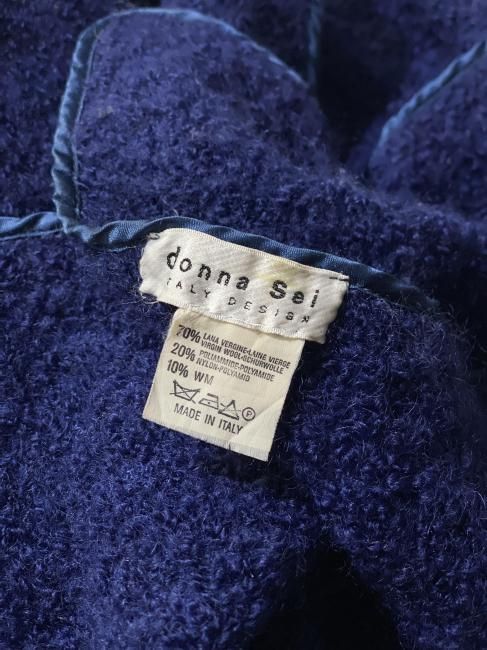 donna Sei
ITALY DESIGN
70% LANA VERGINE-LAINE VIERGE
VIRGIN WOOL-SCHURWOLLE
20% POLIAMMIDE-POLYAMIDE
NYLON-POLYAMID
10% WM
P
MADE IN ITALY